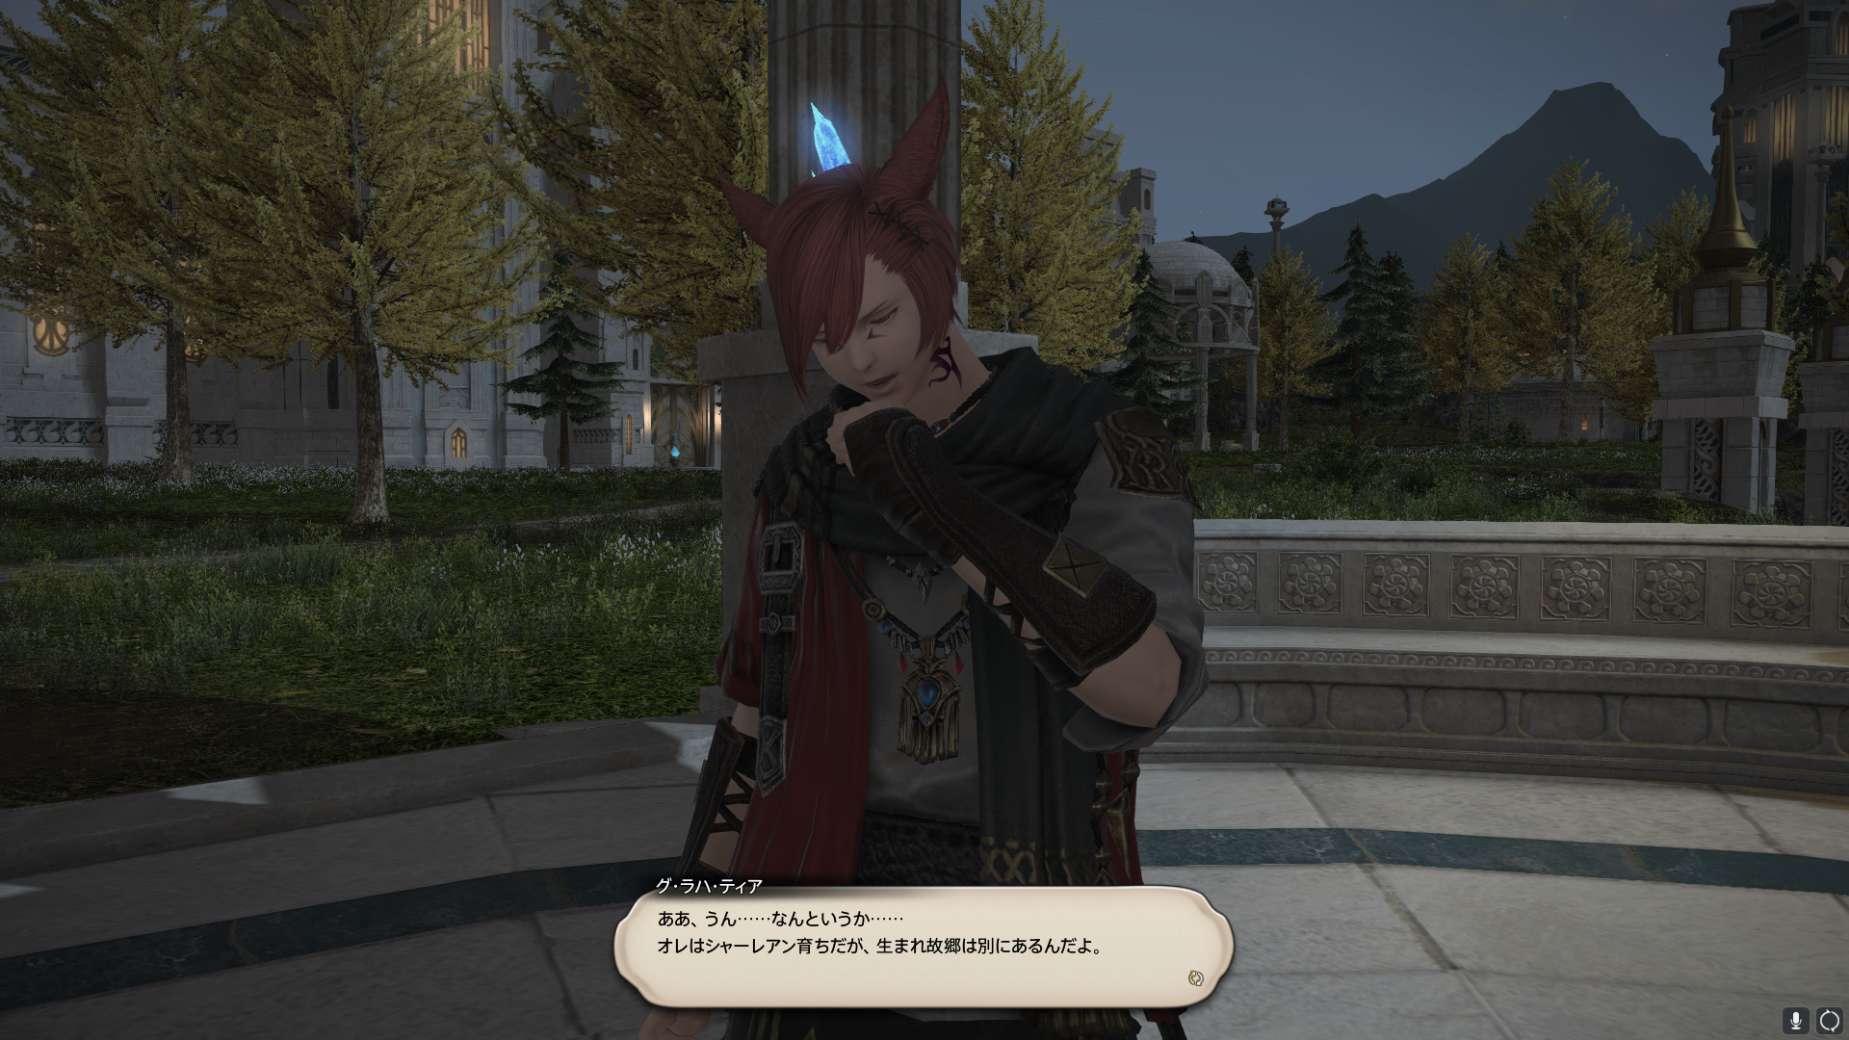 グ・ラハ・ティア
ああ、うん……なんというか……
オレはシャーレアン育ちだが、生まれ故郷は別にあるんだよ。